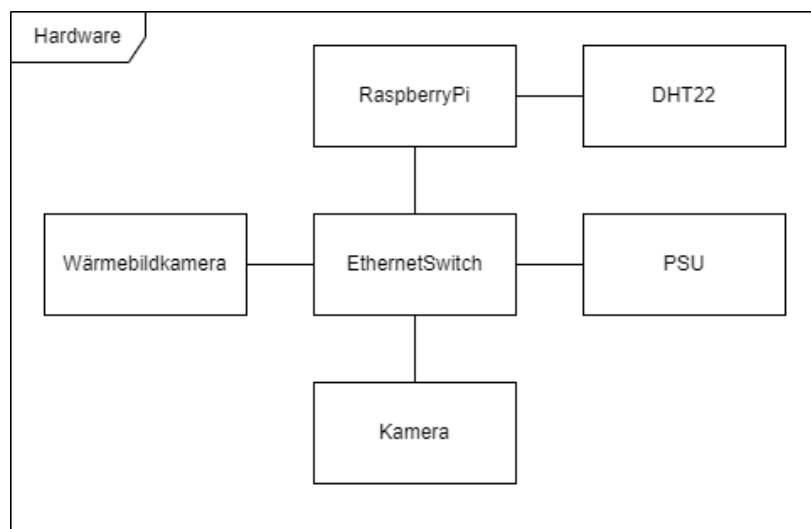 Hardware
RaspberryPi
DHT22
Wärmebildkamera
EthernetSwitch
PSU
Kamera